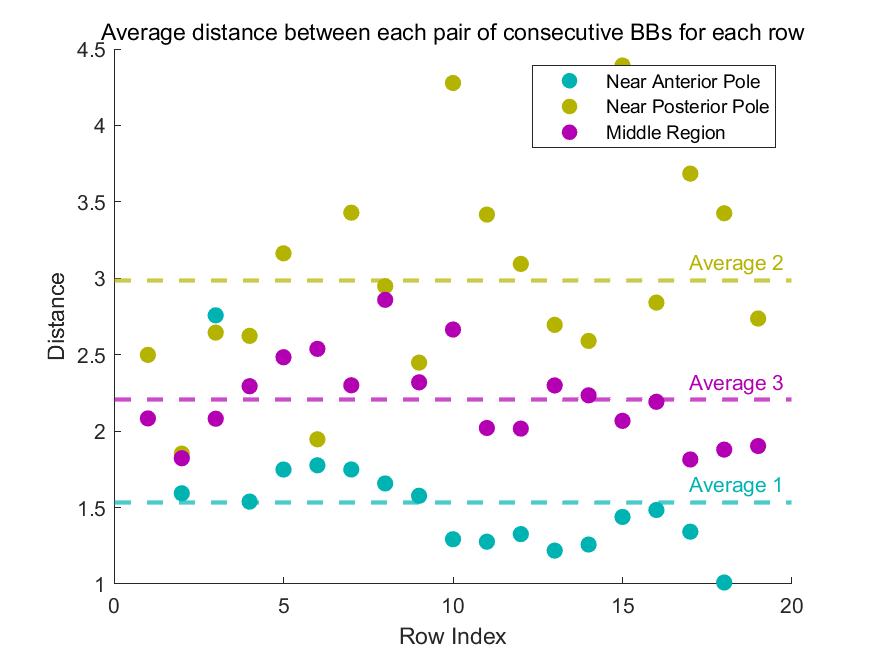 Average distance between each pair of consecutive BBs for each row
4.5
4
3.5
3
2.5
2
1.5
1
Distance
Near Anterior Pole
Near Posterior Pole
Middle Region
Average 2
Average 3
Average 1
0 5 10 15 20
Row Index